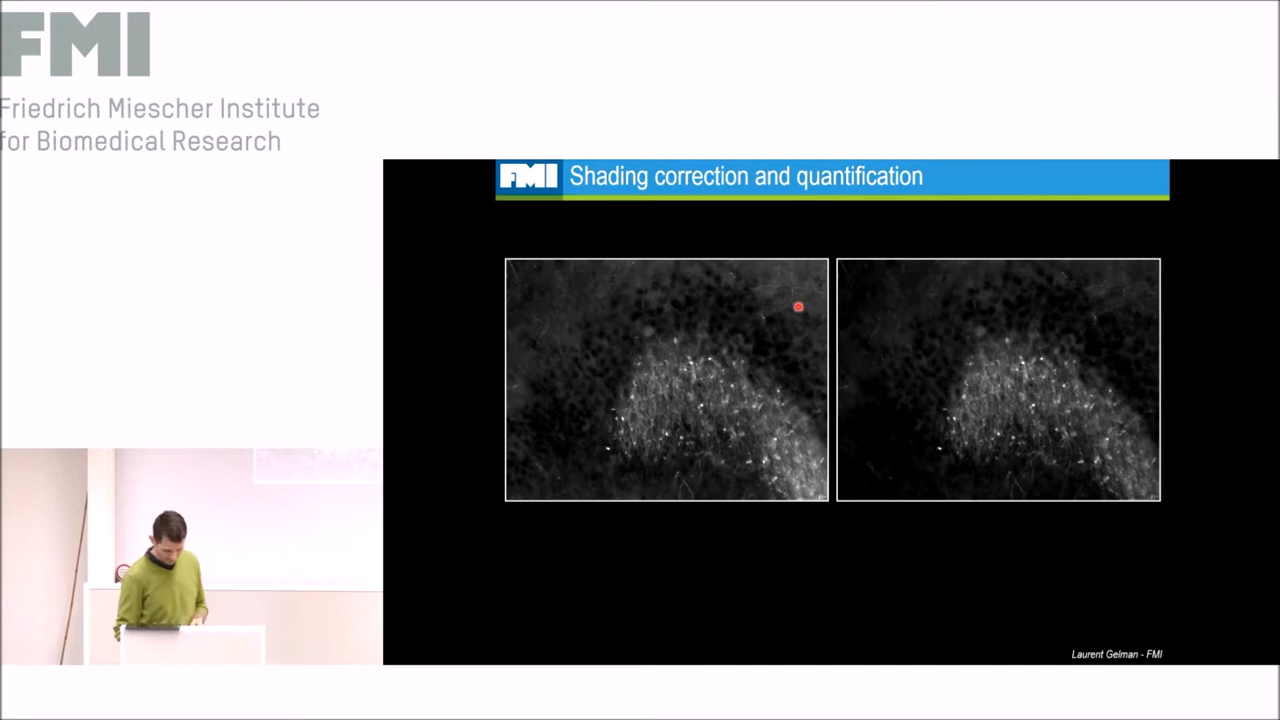 FMI
Friedrich Miescher Institute
for Biomedical Research
FMI
Shading correction and quantification
Laurent Gelman - FMI